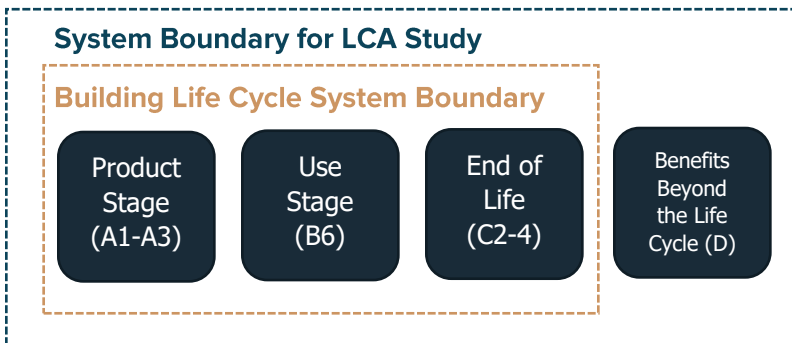 System Boundary for LCA Study
Building Life Cycle System Boundary
Product
Stage
(A1-A3)
Use
Stage
(B6)
End of
Life
(C2-4)
Benefits
Beyond
the Life
Cycle (D)